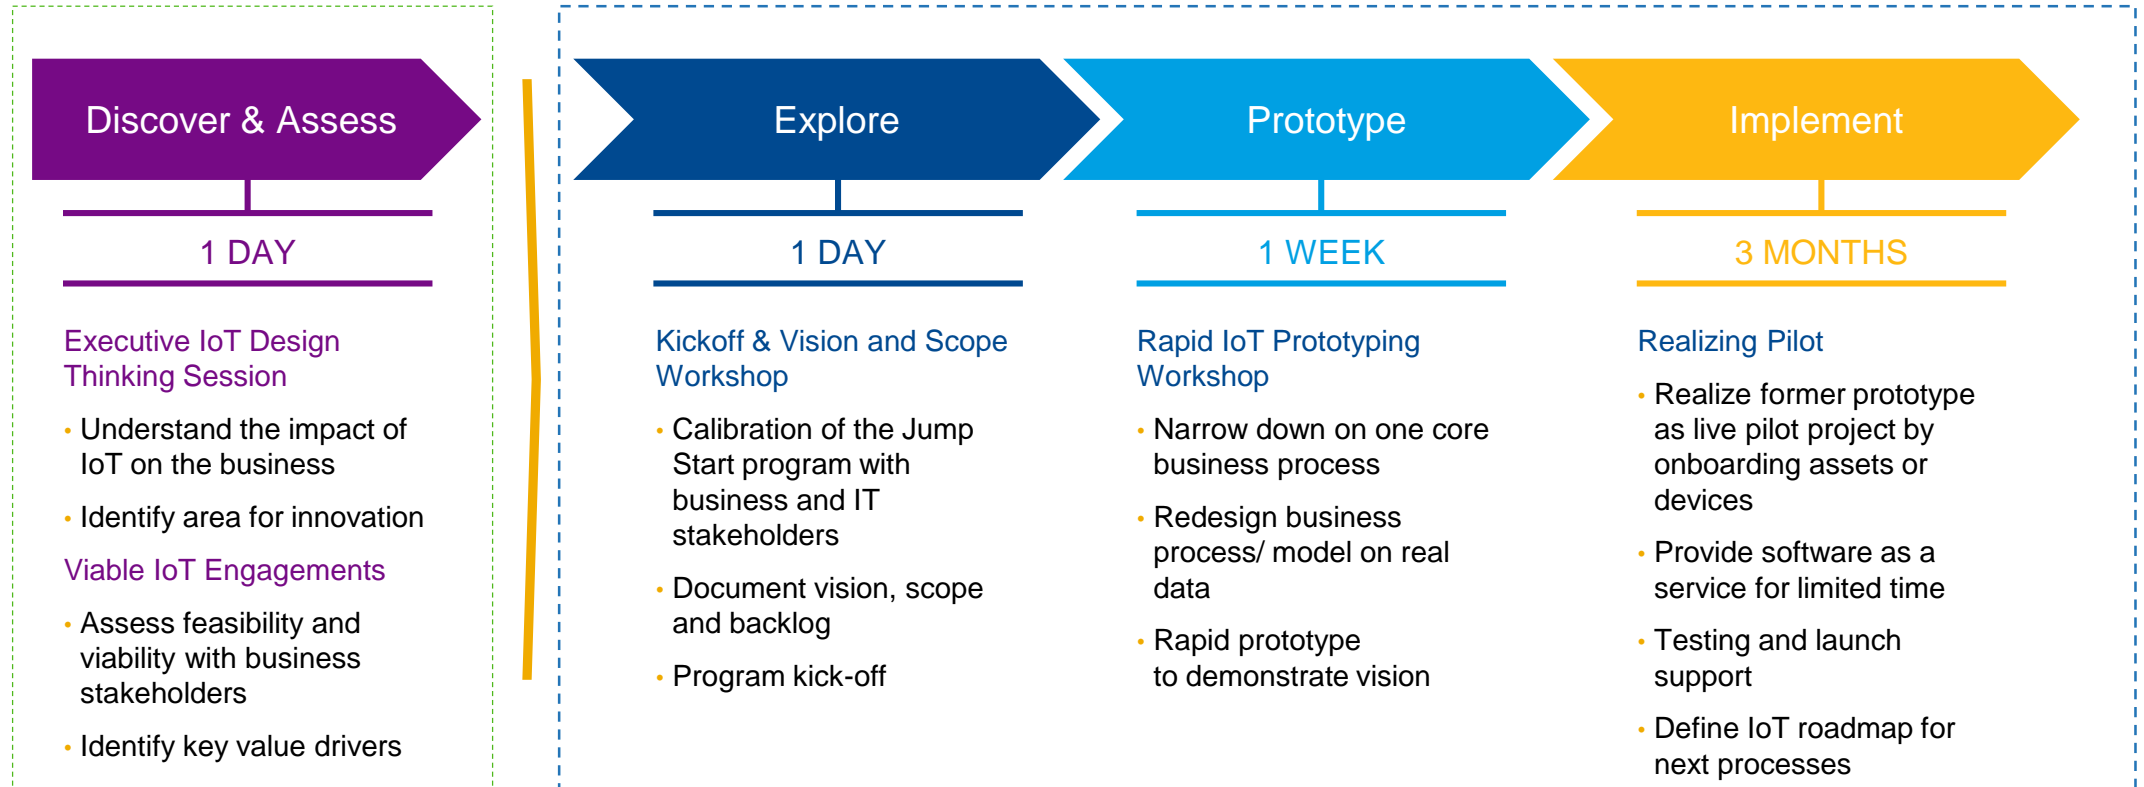 Discover & Assess
1 DAY
Executive IoT Design
Thinking Session
• Understand the impact of
IoT on the business
• Identify area for innovation
Viable IoT Engagements
• Assess feasibility and
viability with business
stakeholders
• Identify key value drivers
Explore
1 DAY
Kickoff & Vision and Scope
Workshop
• Calibration of the Jump
Start program with
business and IT
stakeholders
• Document vision, scope
and backlog
• Program kick-off
Prototype
1 WEEK
Rapid IoT Prototyping
Workshop
• Narrow down on one core
business process
• Redesign business
process/ model on real
data
• Rapid prototype
to demonstrate vision
Implement
3 MONTHS
Realizing Pilot
• Realize former prototype
as live pilot project by
onboarding assets or
devices
• Provide software as a
service for limited time
• Testing and launch
support
• Define IoT roadmap for
next processes